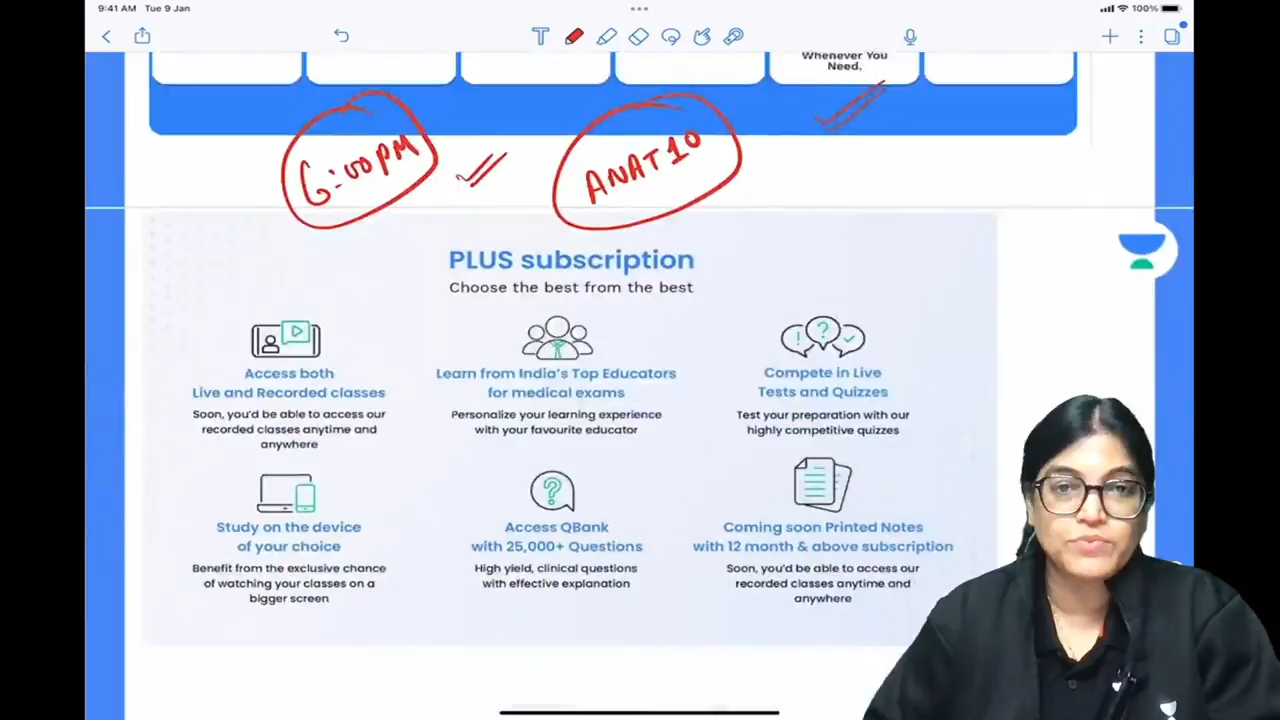 9:41 AM Tue 9 Jan
100%
Whenever You
Need.
6:00PM
ANAT10
PLUS subscription
Choose the best from the best
Access both
Live and Recorded classes
Soon, you'd be able to access our
recorded classes anytime and
anywhere
Learn from India's Top Educators
for medical exams
Personalize your learning experience
with your favourite educator
Compete in Live
Tests and Quizzes
Test your preparation with our
highly competitive quizzes
Study on the device
of your choice
Benefit from the exclusive chance
of watching your classes on a
bigger screen
Access QBank
with 25,000+ Questions
High yield, clinical questions
with effective explanation
Coming soon Printed Notes
with 12 month & above subscription
Soon, you'd be able to access our
recorded classes anytime and
anywhere